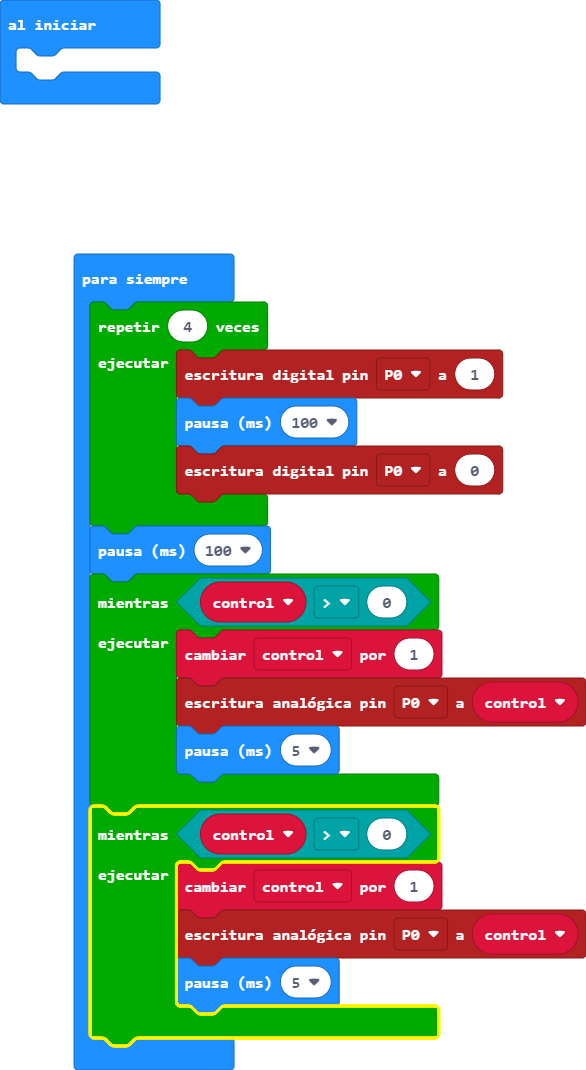 al iniciar
para siempre
repetir 4 veces
ejecutar
escritura digital pin P0 a 1
pausa (ms) 100
escritura digital pin P0 a 0
pausa (ms) 100
mientras control > 0
ejecutar
cambiar control por 1
escritura analógica pin P0 a control
pausa (ms) 5
mientras control > 0
ejecutar
cambiar control por 1
escritura analógica pin P0 a control
pausa (ms) 5